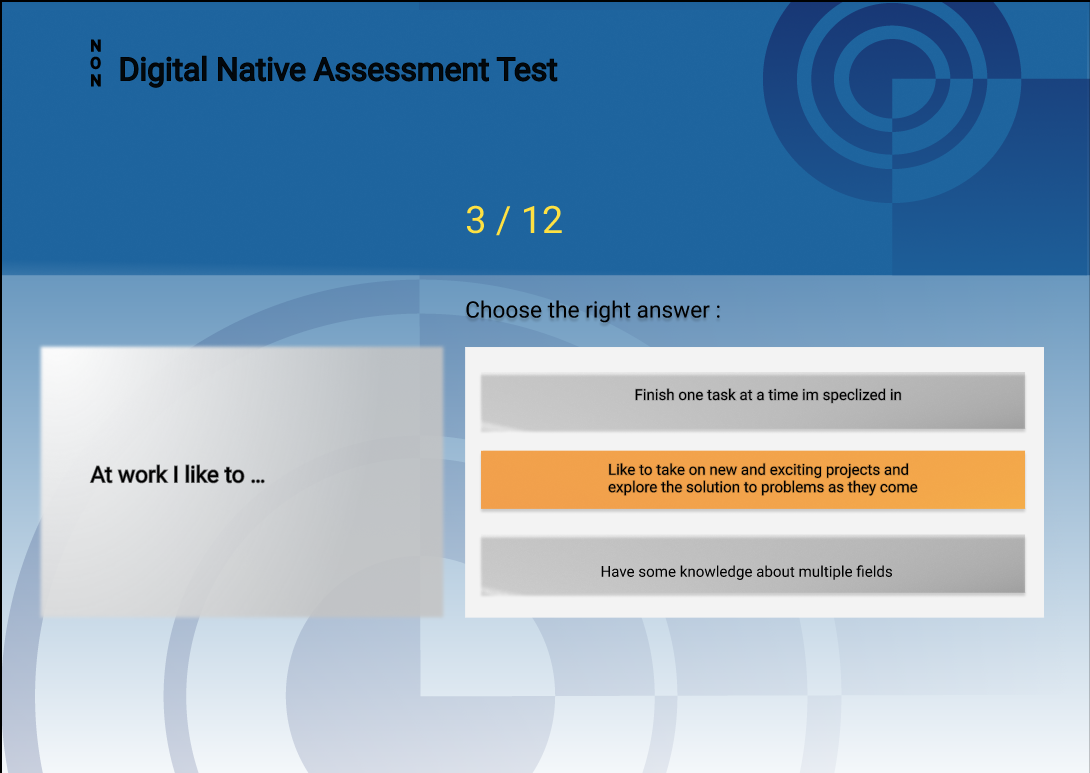 NON
Digital Native Assessment Test
3 / 12
Choose the right answer :
At work I like to ...
Finish one task at a time im speclized in
Like to take on new and exciting projects and
explore the solution to problems as they come
Have some knowledge about multiple fields